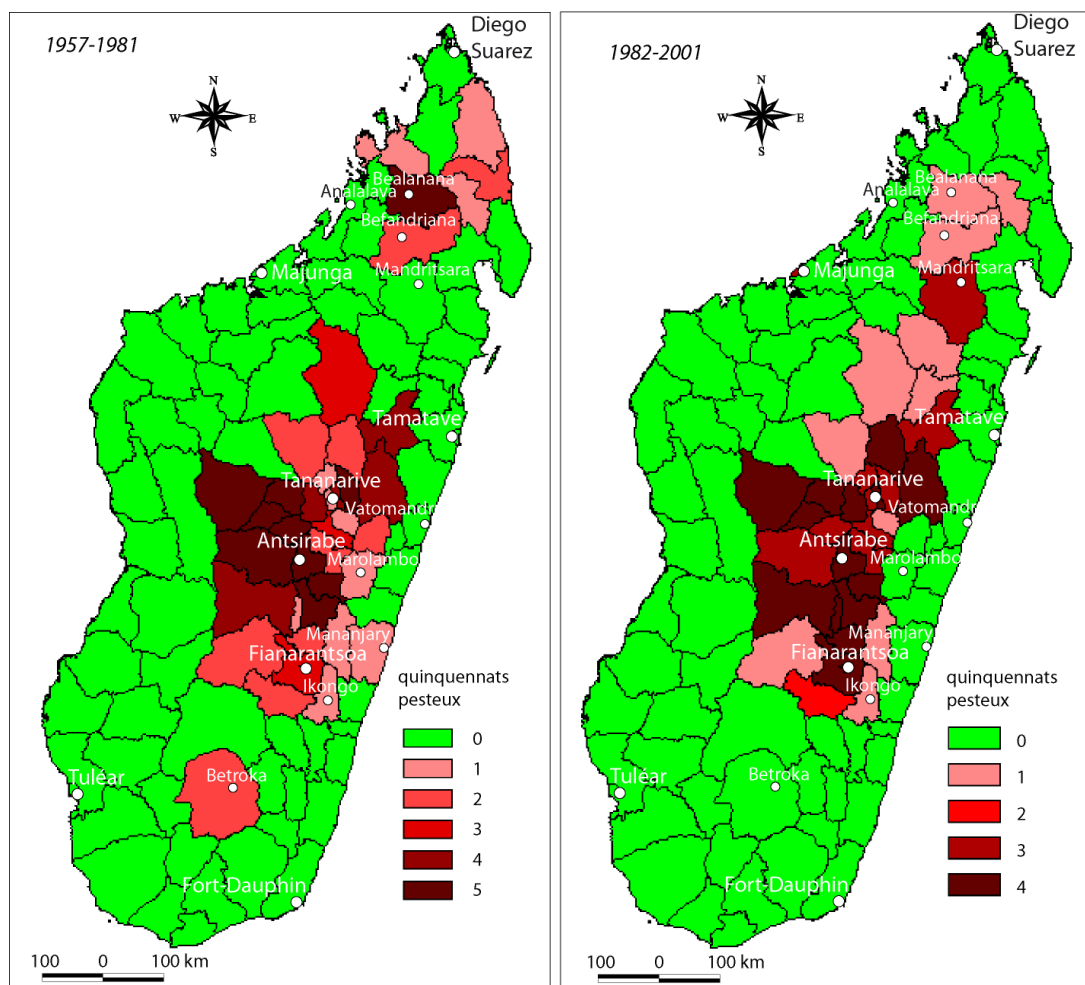 1957-1981
Diego
Suarez
N
W E
S
Bealanana
Analalava
Befandriana
Majunga
Mandritsara
Tamatave
Tananarive
Vatomandr
Antsirabe
Marolambo
Mananjary
Fianarantsoa
Ikongo
quinquennats
pesteux
0
1
2
3
4
5
Betroka
Tuléar
Fort-Dauphin
100 0 100 km
1982-2001
Diego
Suarez
N
W E
S
Bealanana
Analalava
Befandriana
Majunga
Mandritsara
Tamatave
Tananarive
Vatomandr
Antsirabe
Marolambo
Mananjary
Fianarantsoa
Ikongo
quinquennats
pesteux
0
1
2
3
4
Betroka
Tuléar
Fort-Dauphin
100 0 100 km